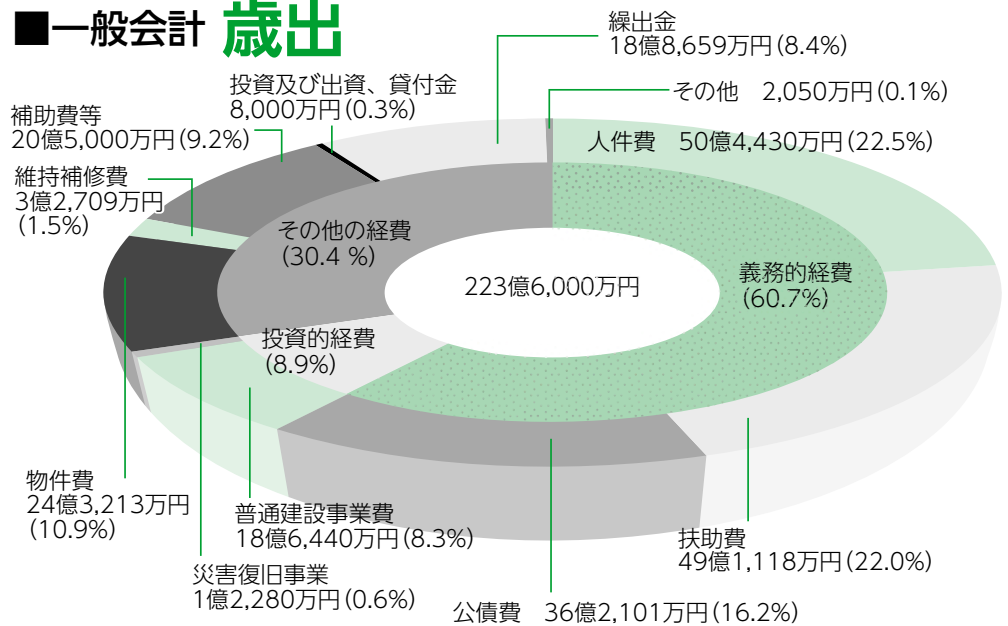 ■一般会計 歳出
繰出金
18億8,659万円(8.4%)
その他 2,050万円(0.1%)
投資及び出資、貸付金
8,000万円(0.3%)
補助費等
20億5,000万円(9.2%)
人件費 50億4,430万円(22.5%)
維持補修費
3億2,709万円
(1.5%)
その他の経費
(30.4 %)
223億6,000万円
義務的経費
(60.7%)
投資的経費
(8.9%)
物件費
24億3,213万円
(10.9%)
普通建設事業費
18億6,440万円(8.3%)
扶助費
49億1,118万円(22.0%)
災害復旧事業
1億2,280万円(0.6%)
公債費 36億2,101万円(16.2%)